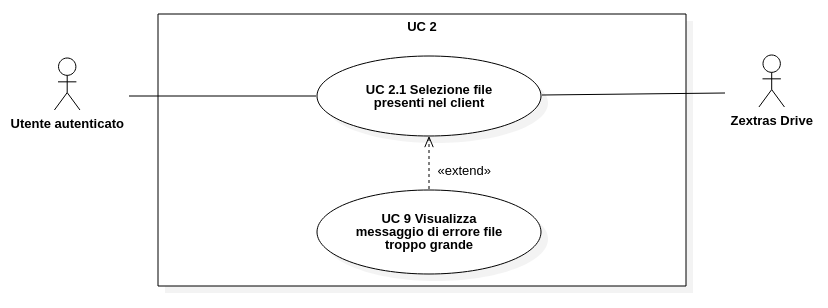 UC 2
UC 2.1 Selezione file
presenti nel client
Utente autenticato
Zextras Drive
«extend»
UC 9 Visualizza
messaggio di errore file
troppo grande